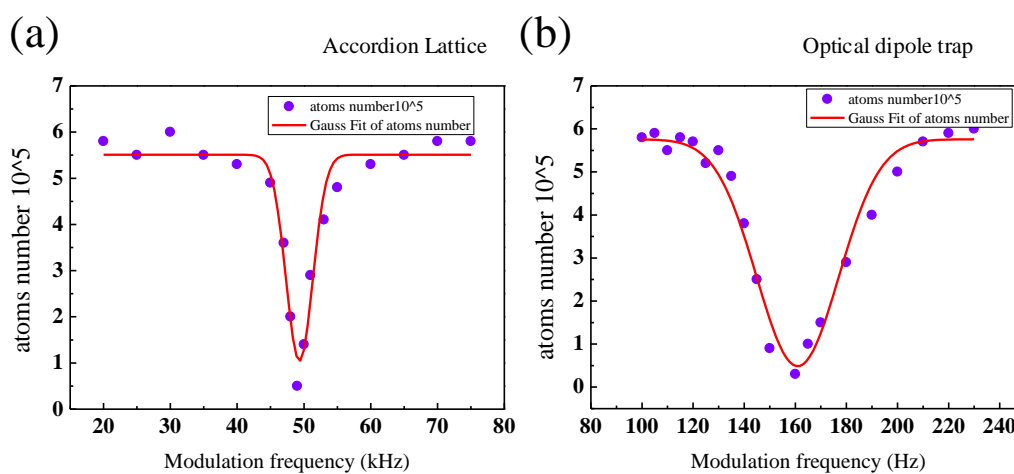 (a)
Accordion Lattice
atoms number10^5
Gauss Fit of atoms number
atoms number 10^5
7
6
5
4
3
2
1
0
20 30 40 50 60 70 80
Modulation frequency (kHz)
(b)
Optical dipole trap
atoms number10^5
Gauss Fit of atoms number
atoms number 10^5
7
6
5
4
3
2
1
0
80 100 120 140 160 180 200 220 240
Modulation frequency (Hz)